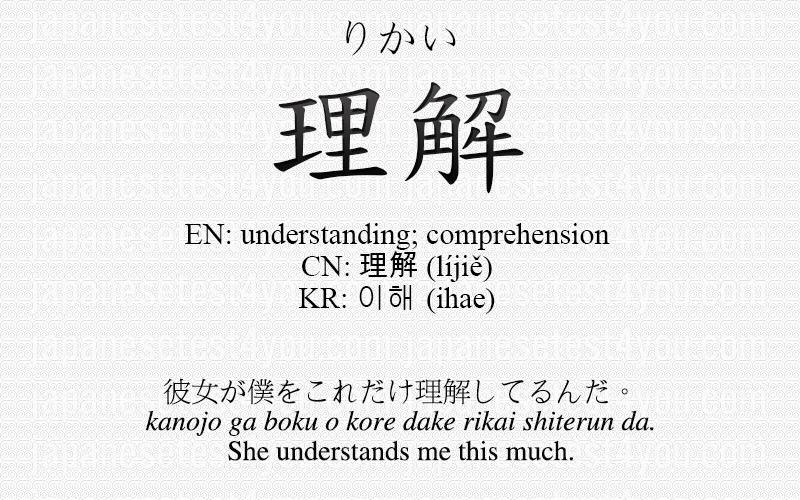 りかい
理解
EN: understanding; comprehension
CN: 理解 (líjiě)
KR: 이해 (ihae)
彼女が僕をこれだけ理解してるんだ。
kanojo ga boku o kore dake rikai shiterun da.
She understands me this much.
japanesetest4you.com